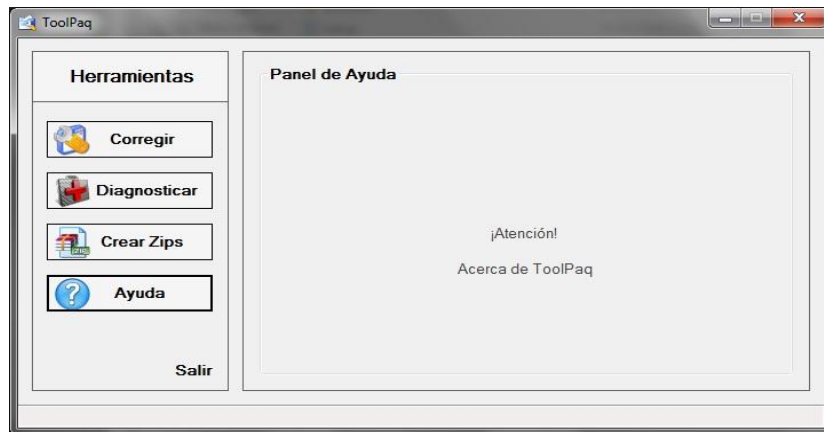 ToolPaq
Herramientas
Corregir
Diagnosticar
Crear Zips
Ayuda
Salir
Panel de Ayuda
¡Atención!
Acerca de ToolPaq